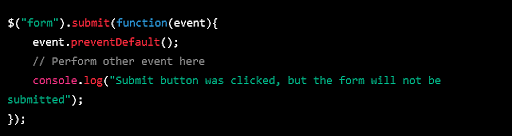 $("form").submit(function(event){
    event.preventDefault();
    // Perform other event here
    console.log("Submit button was clicked, but the form will not be
submitted");
});